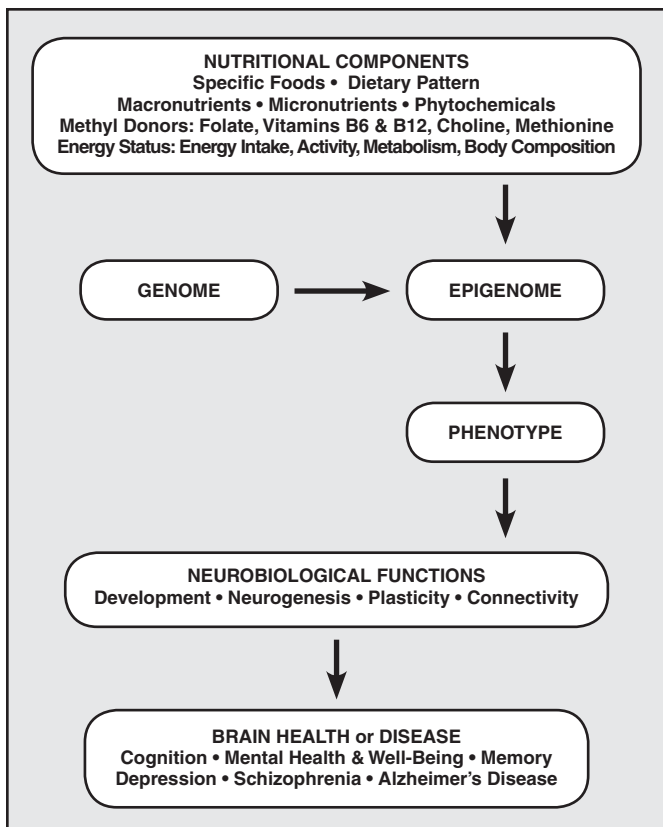 NUTRITIONAL COMPONENTS
Specific Foods • Dietary Pattern
Macronutrients • Micronutrients • Phytochemicals
Methyl Donors: Folate, Vitamins B6 & B12, Choline, Methionine
Energy Status: Energy Intake, Activity, Metabolism, Body Composition
GENOME
EPIGENOME
PHENOTYPE
NEUROBIOLOGICAL FUNCTIONS
Development • Neurogenesis • Plasticity • Connectivity
BRAIN HEALTH or DISEASE
Cognition • Mental Health & Well-Being • Memory
Depression • Schizophrenia • Alzheimer’s Disease